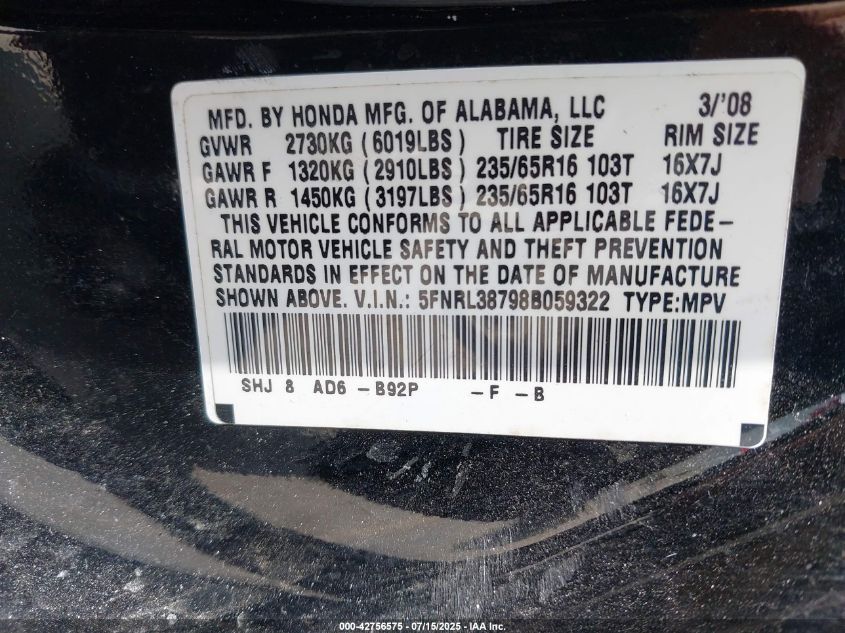 MFD. BY HONDA MFG. OF ALABAMA, LLC 3/'08
GVWR 2730KG (6019LBS) TIRE SIZE RIM SIZE
GAWR F 1320KG (2910LBS) 235/65R16 103T 16X7J
GAWR R 1450KG (3197LBS) 235/65R16 103T 16X7J
THIS VEHICLE CONFORMS TO ALL APPLICABLE FEDE-
RAL MOTOR VEHICLE SAFETY AND THEFT PREVENTION
STANDARDS IN EFFECT ON THE DATE OF MANUFACTURE
SHOWN ABOVE. V.I.N.: 5FNRL38798B059322 TYPE:MPV
SHJ 8 AD6 -B92P -F -B
000-42756575 - 07/15/2025 - IAA Inc.